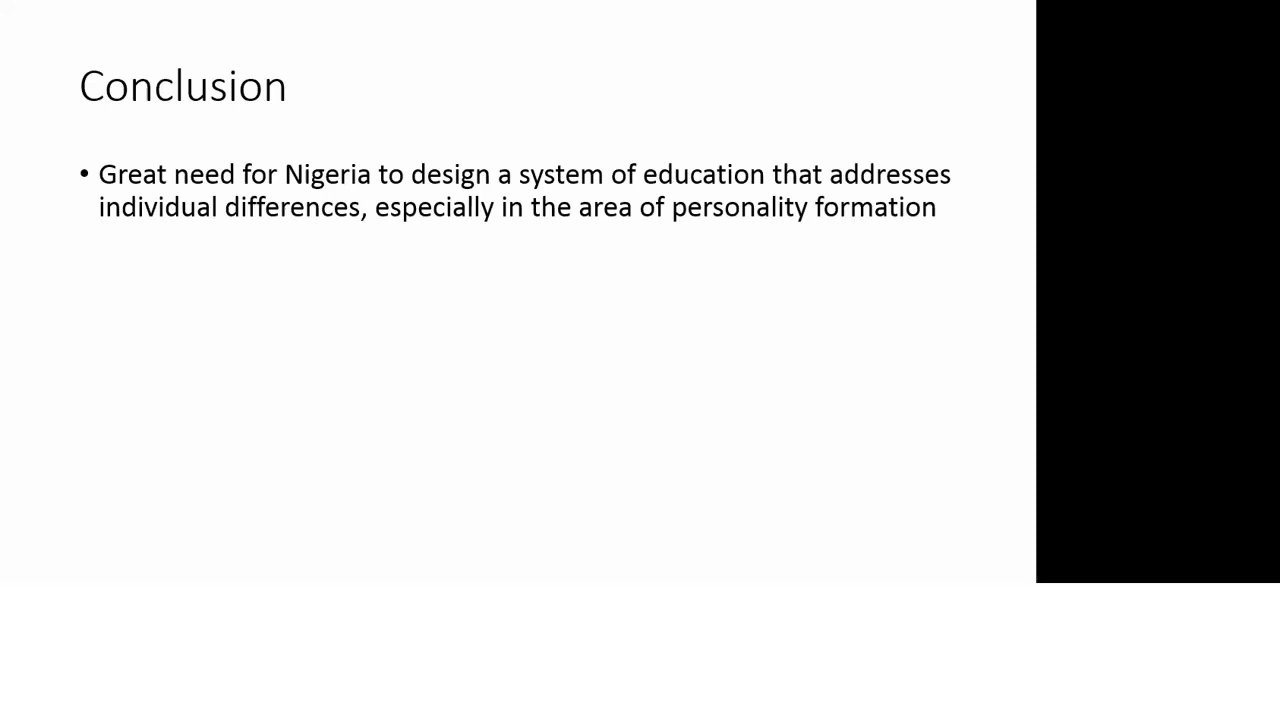 Conclusion
• Great need for Nigeria to design a system of education that addresses
individual differences, especially in the area of personality formation